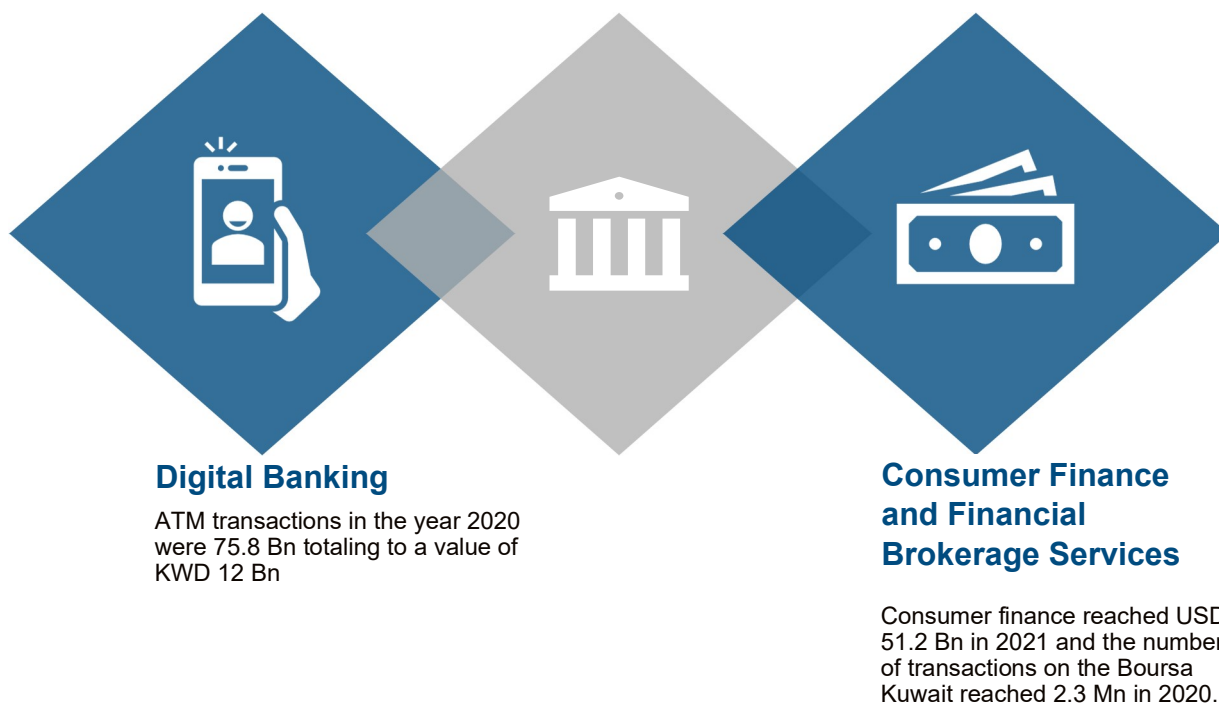 Digital Banking
ATM transactions in the year 2020
were 75.8 Bn totaling to a value of
KWD 12 Bn
Consumer Finance
and Financial
Brokerage Services
Consumer finance reached USD
51.2 Bn in 2021 and the number
of transactions on the Boursa
Kuwait reached 2.3 Mn in 2020.